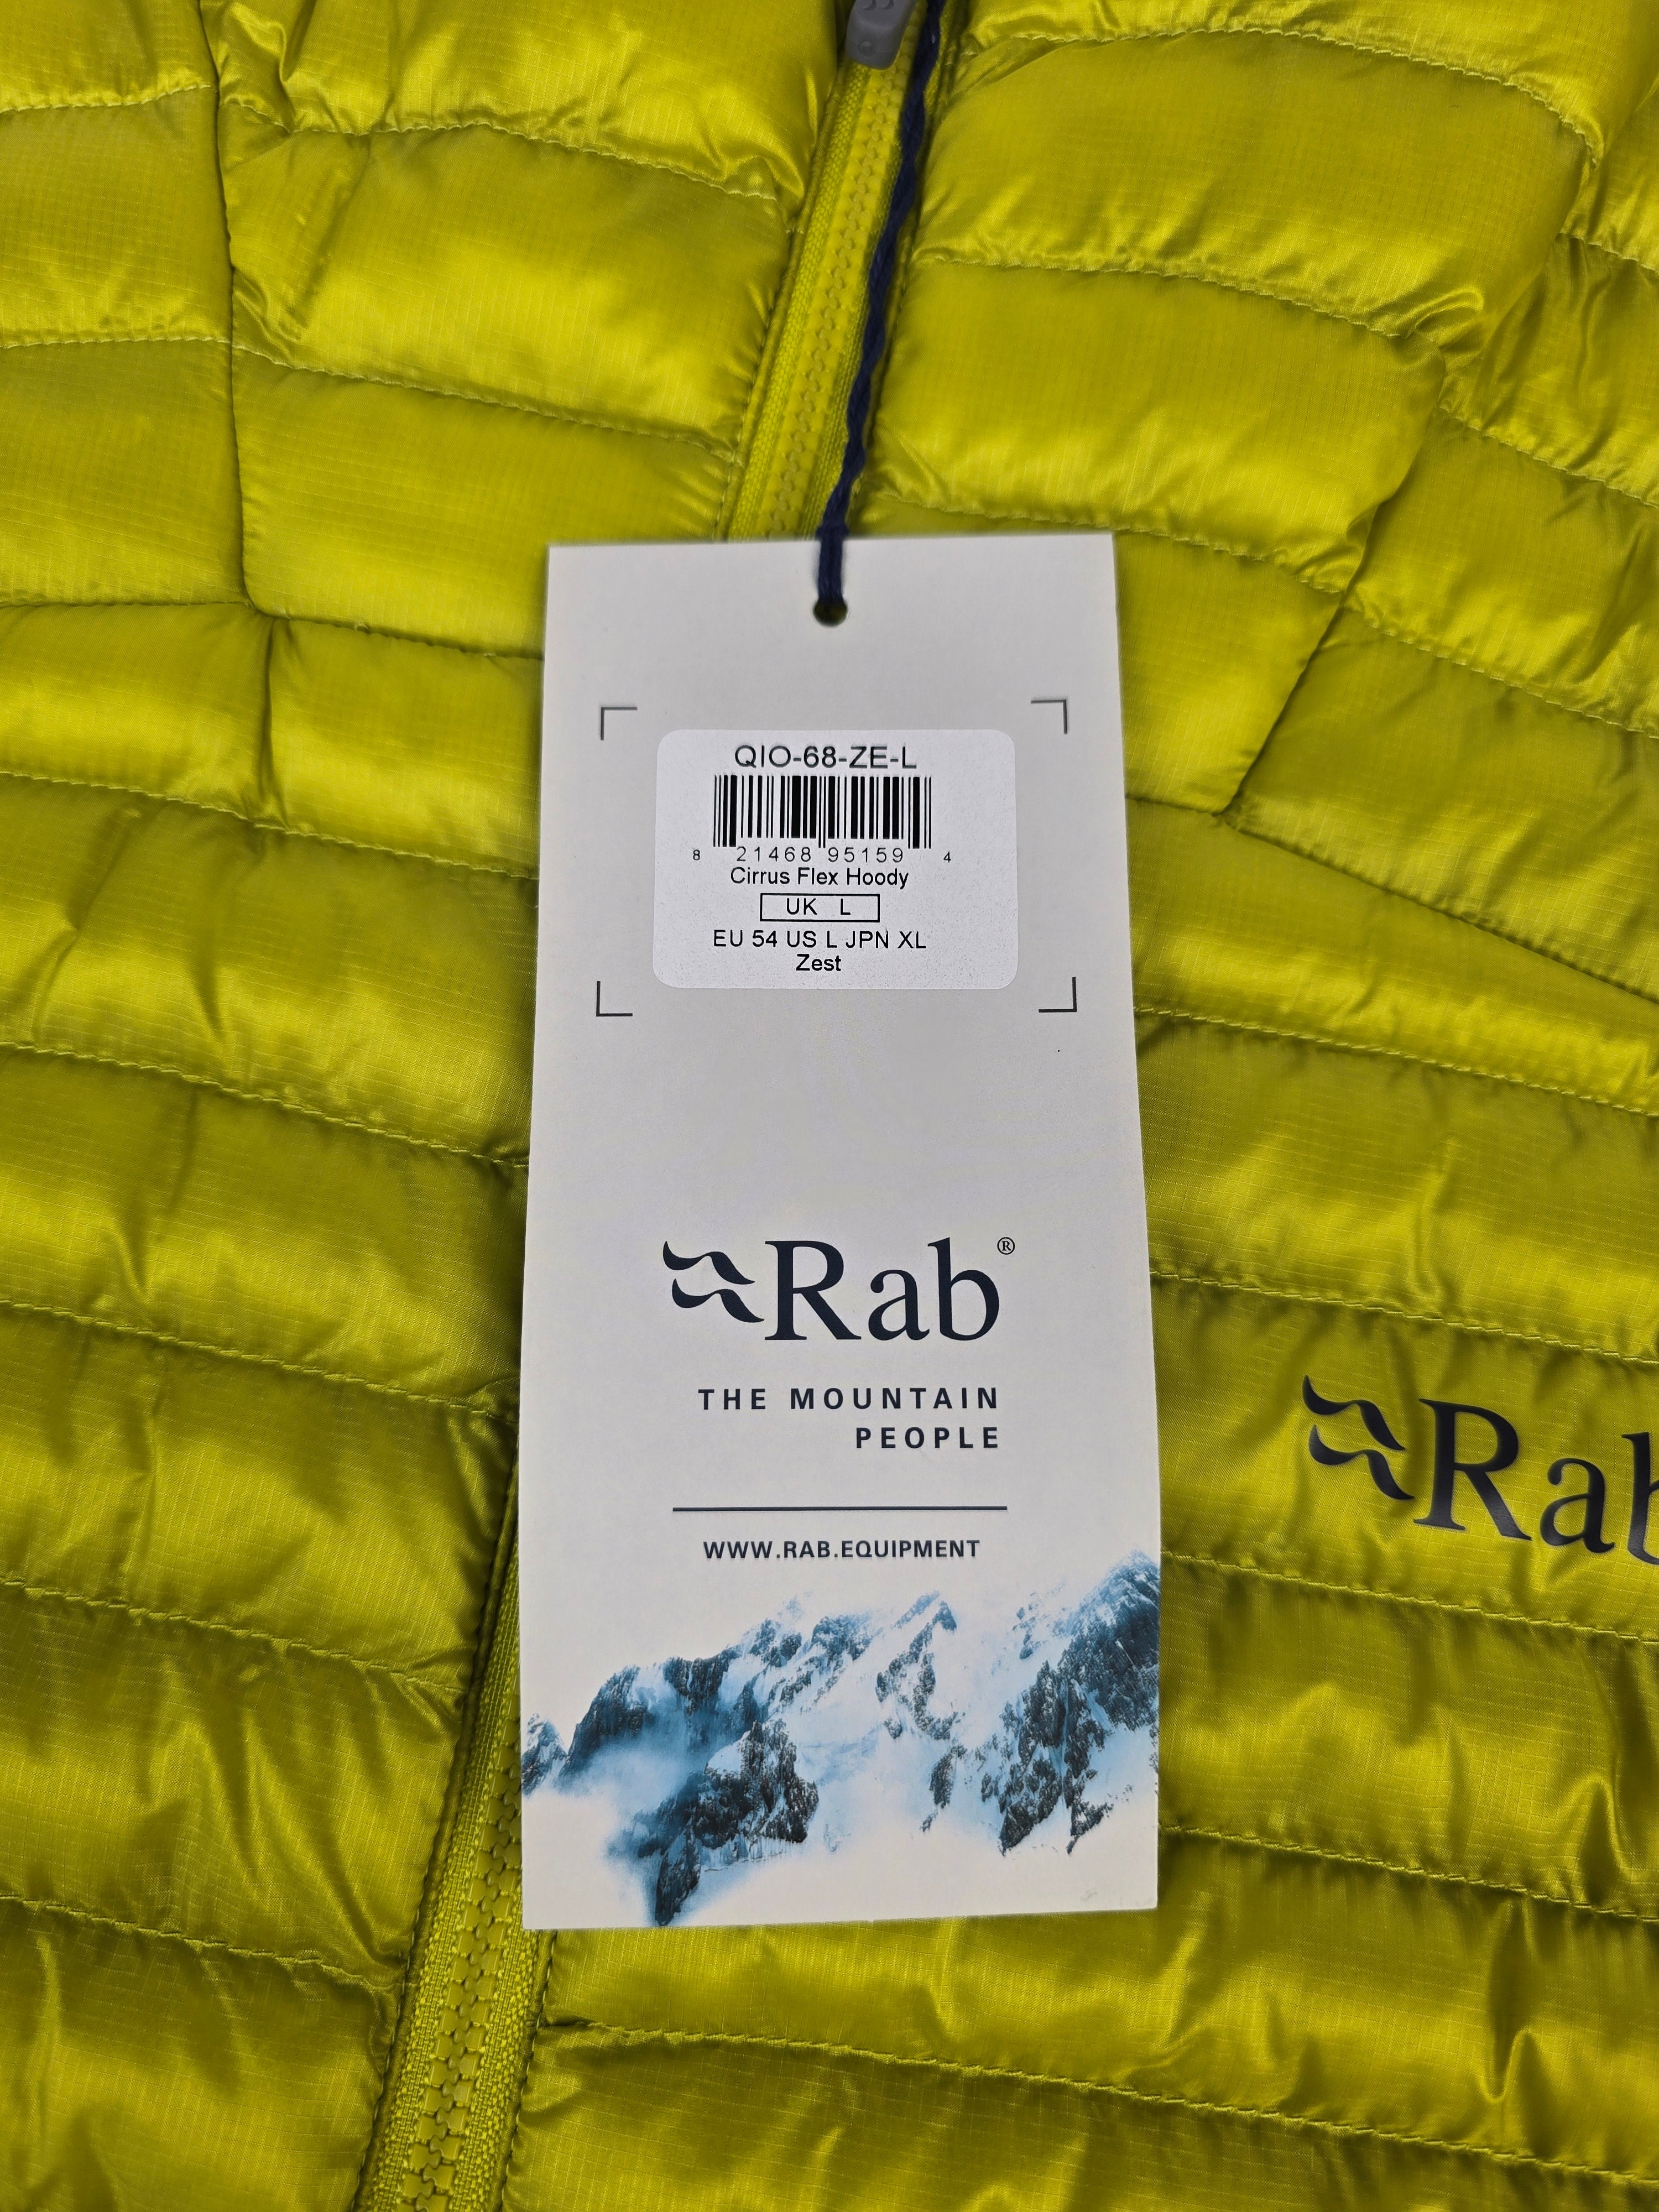 QIO-68-ZE-L
8 21468 95159 4
Cirrus Flex Hoody
UK L
EU 54 US L JPN XL
Zest
Rab®
THE MOUNTAIN
PEOPLE
Rab
WWW.RAB.EQUIPMENT